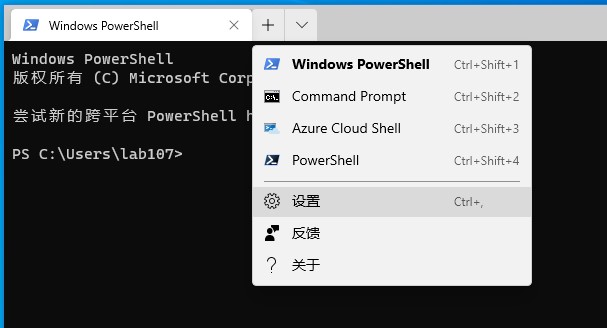 Windows PowerShell
Windows PowerShell
版权所有 (C) Microsoft Corp
尝试新的跨平台 PowerShell h
PS C:\Users\lab107>
Windows PowerShell Ctrl+Shift+1
Command Prompt Ctrl+Shift+2
Azure Cloud Shell Ctrl+Shift+3
PowerShell Ctrl+Shift+4
设置 Ctrl+,
反馈
关于